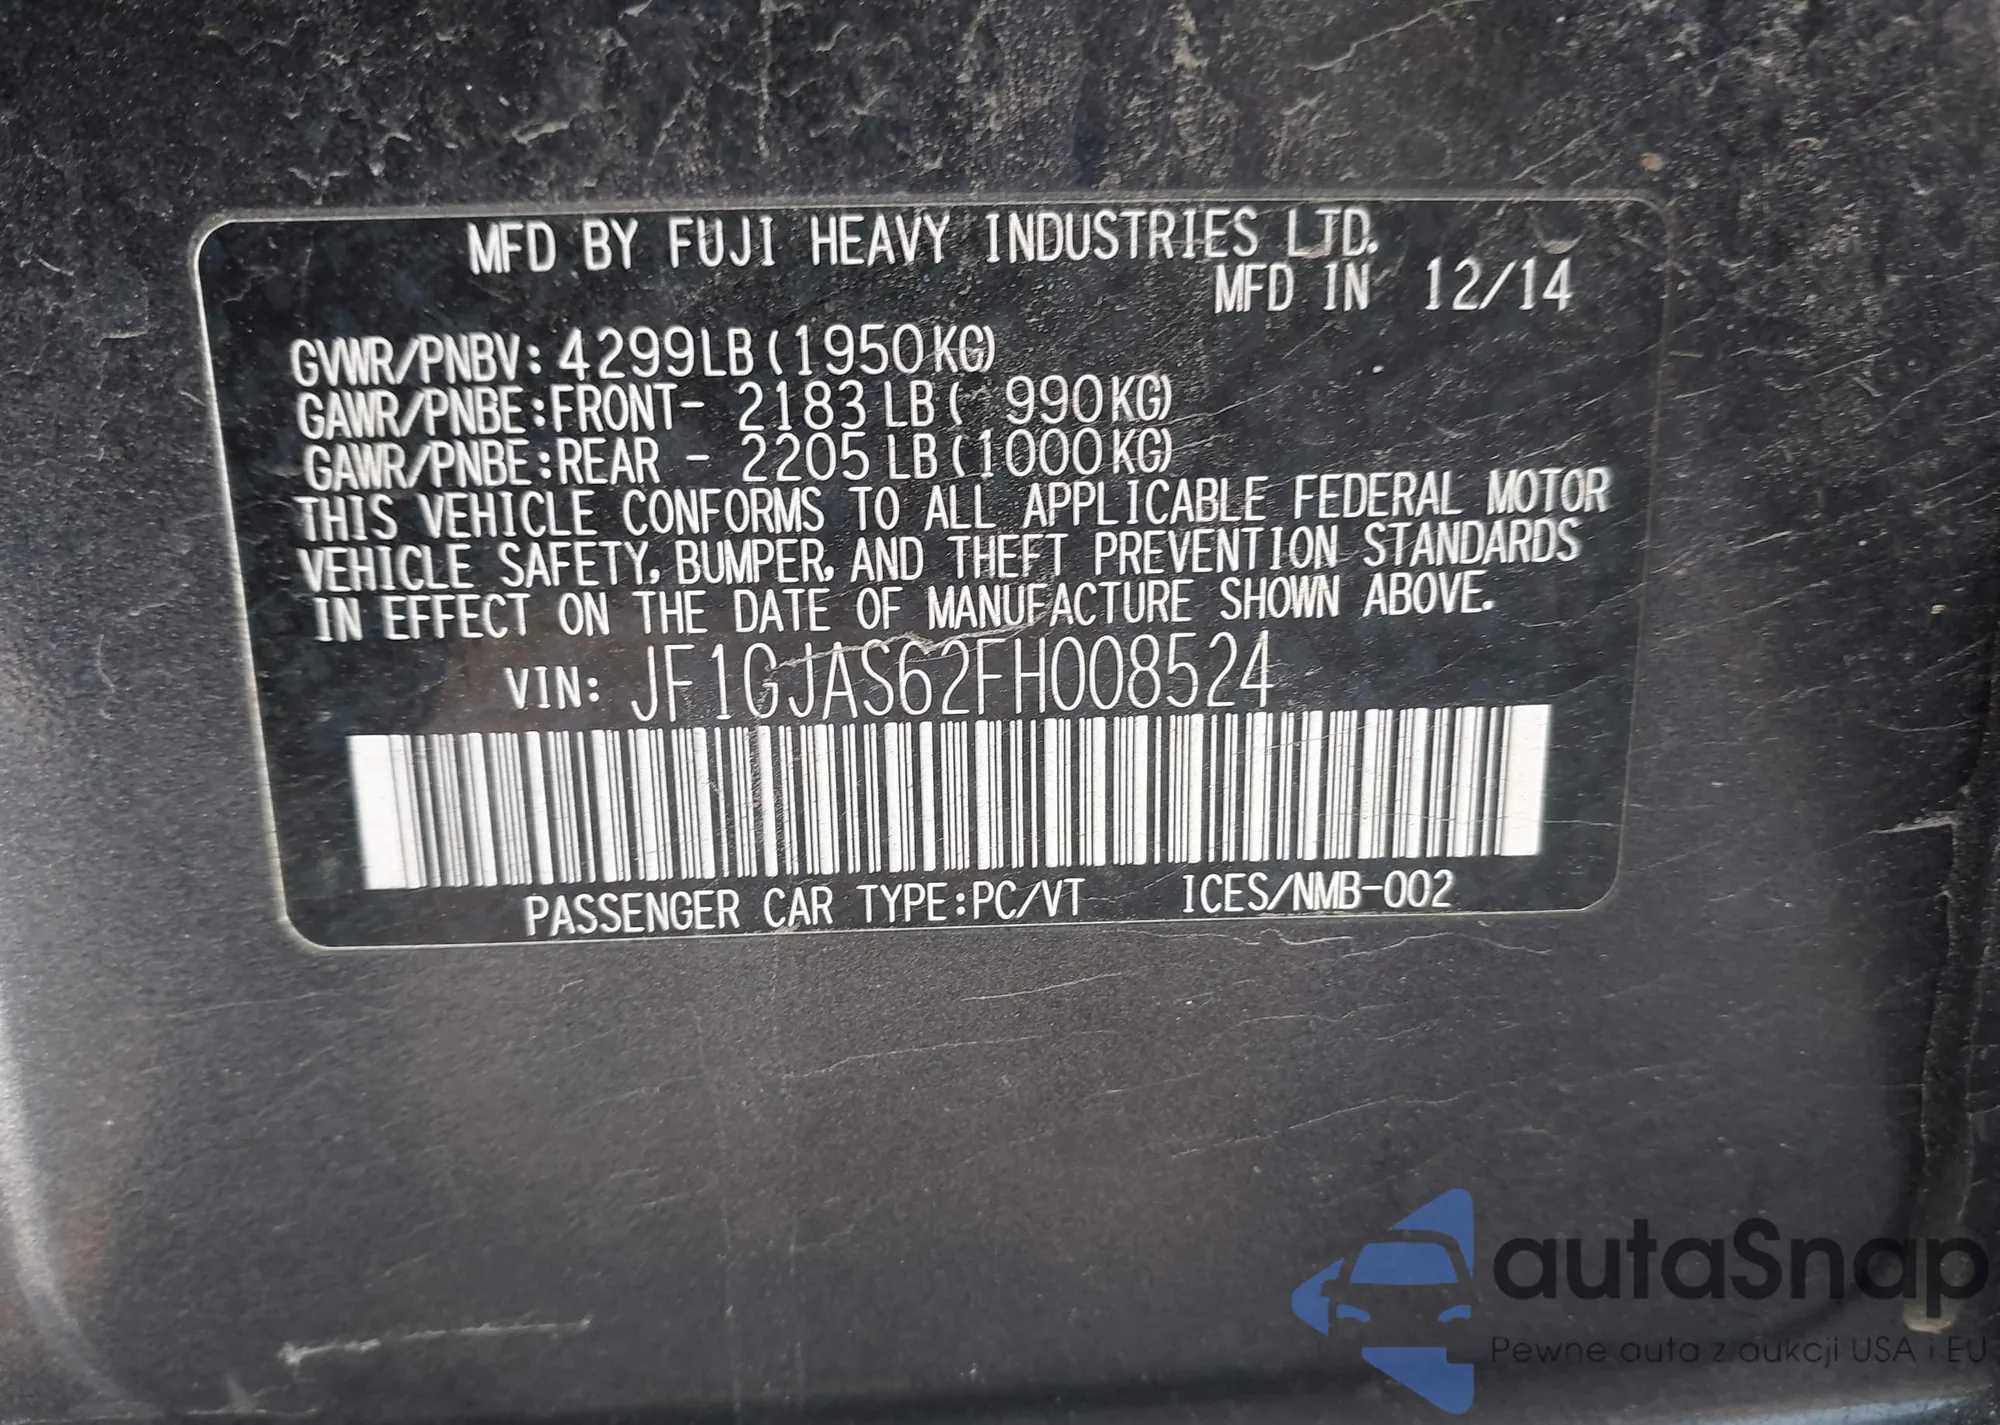 MFD BY FUJI HEAVY INDUSTRIES LTD.
MFD IN 12/14
GVWR/PNBV: 4299LB (1950KG)
GAWR/PNBE:FRONT- 2183 LB ( 990KG)
GAWR/PNBE:REAR - 2205 LB (1000KG)
THIS VEHICLE CONFORMS TO ALL APPLICABLE FEDERAL MOTOR
VEHICLE SAFETY, BUMPER, AND THEFT PREVENTION STANDARDS
IN EFFECT ON THE DATE OF MANUFACTURE SHOWN ABOVE.
VIN: JF1GJAS62FH008524
PASSENGER CAR TYPE:PC/VT ICES/NMB-002
autaSnap
Pewne auta z aukcji USA i EU